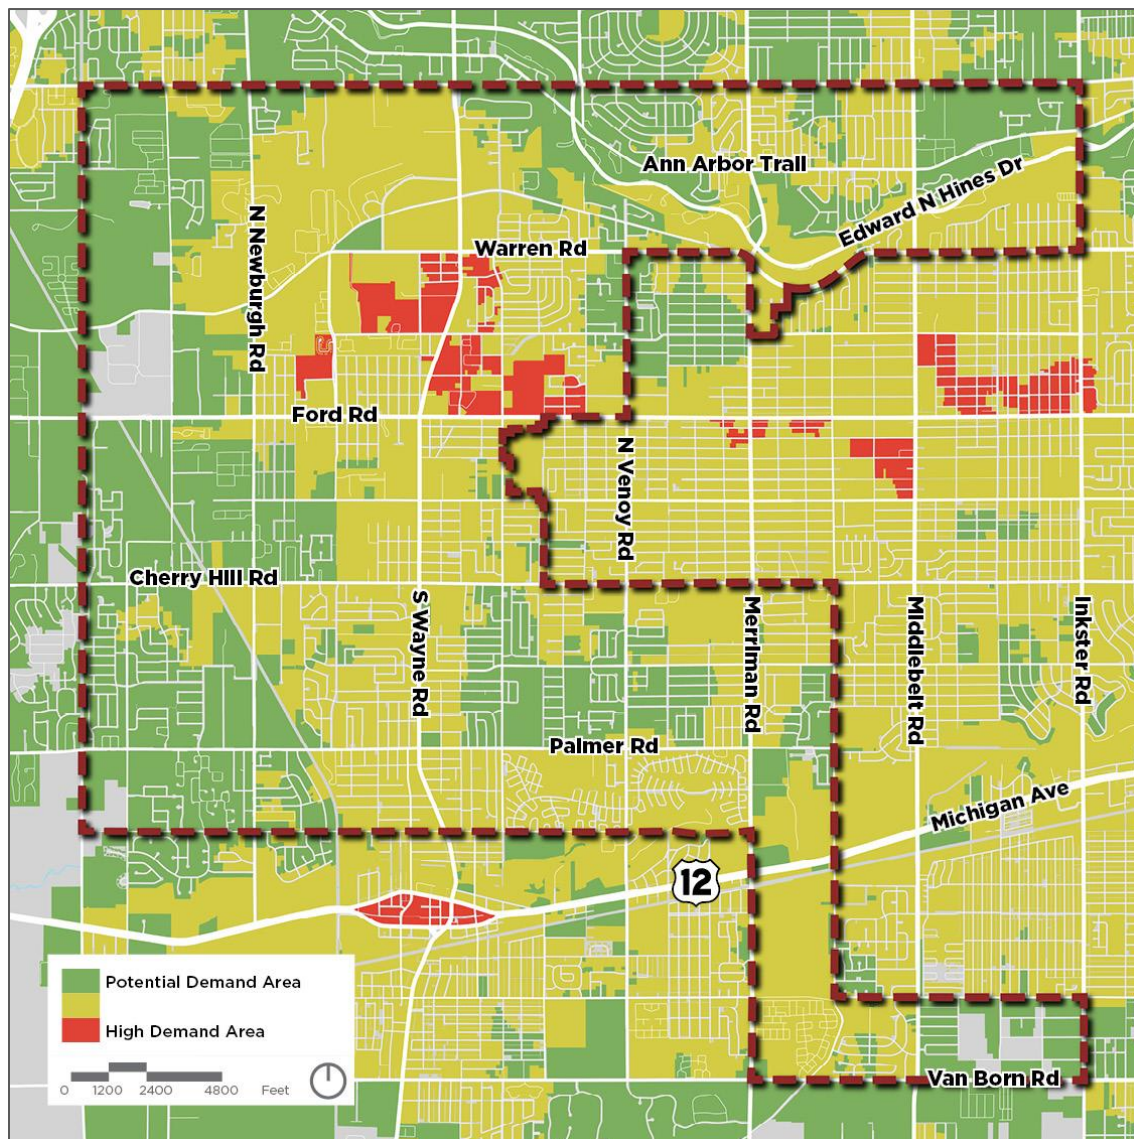 Ann Arbor Trail
Edward N Hines Dr
N Newburgh Rd
Warren Rd
Ford Rd
N Venoy Rd
Cherry Hill Rd
S Wayne Rd
Merriman Rd
Middlebelt Rd
Inkster Rd
Palmer Rd
Michigan Ave
12
Potential Demand Area
High Demand Area
0 1200 2400 4800 Feet
Van Born Rd